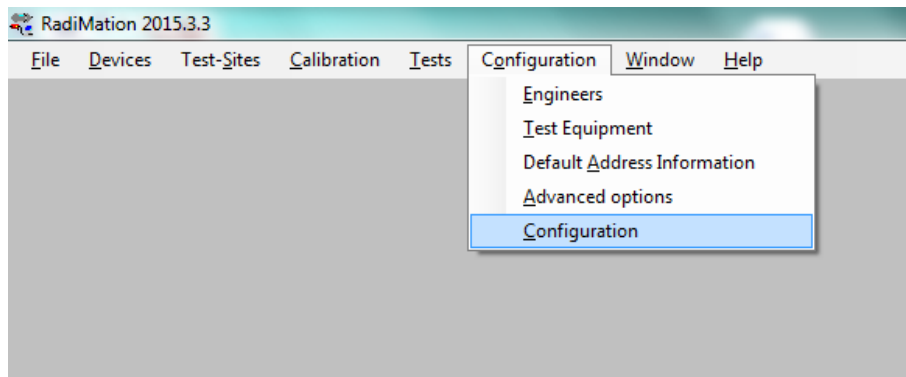 RadiMation 2015.3.3
File Devices Test-Sites Calibration Tests Configuration Window Help
Engineers
Test Equipment
Default Address Information
Advanced options
Configuration